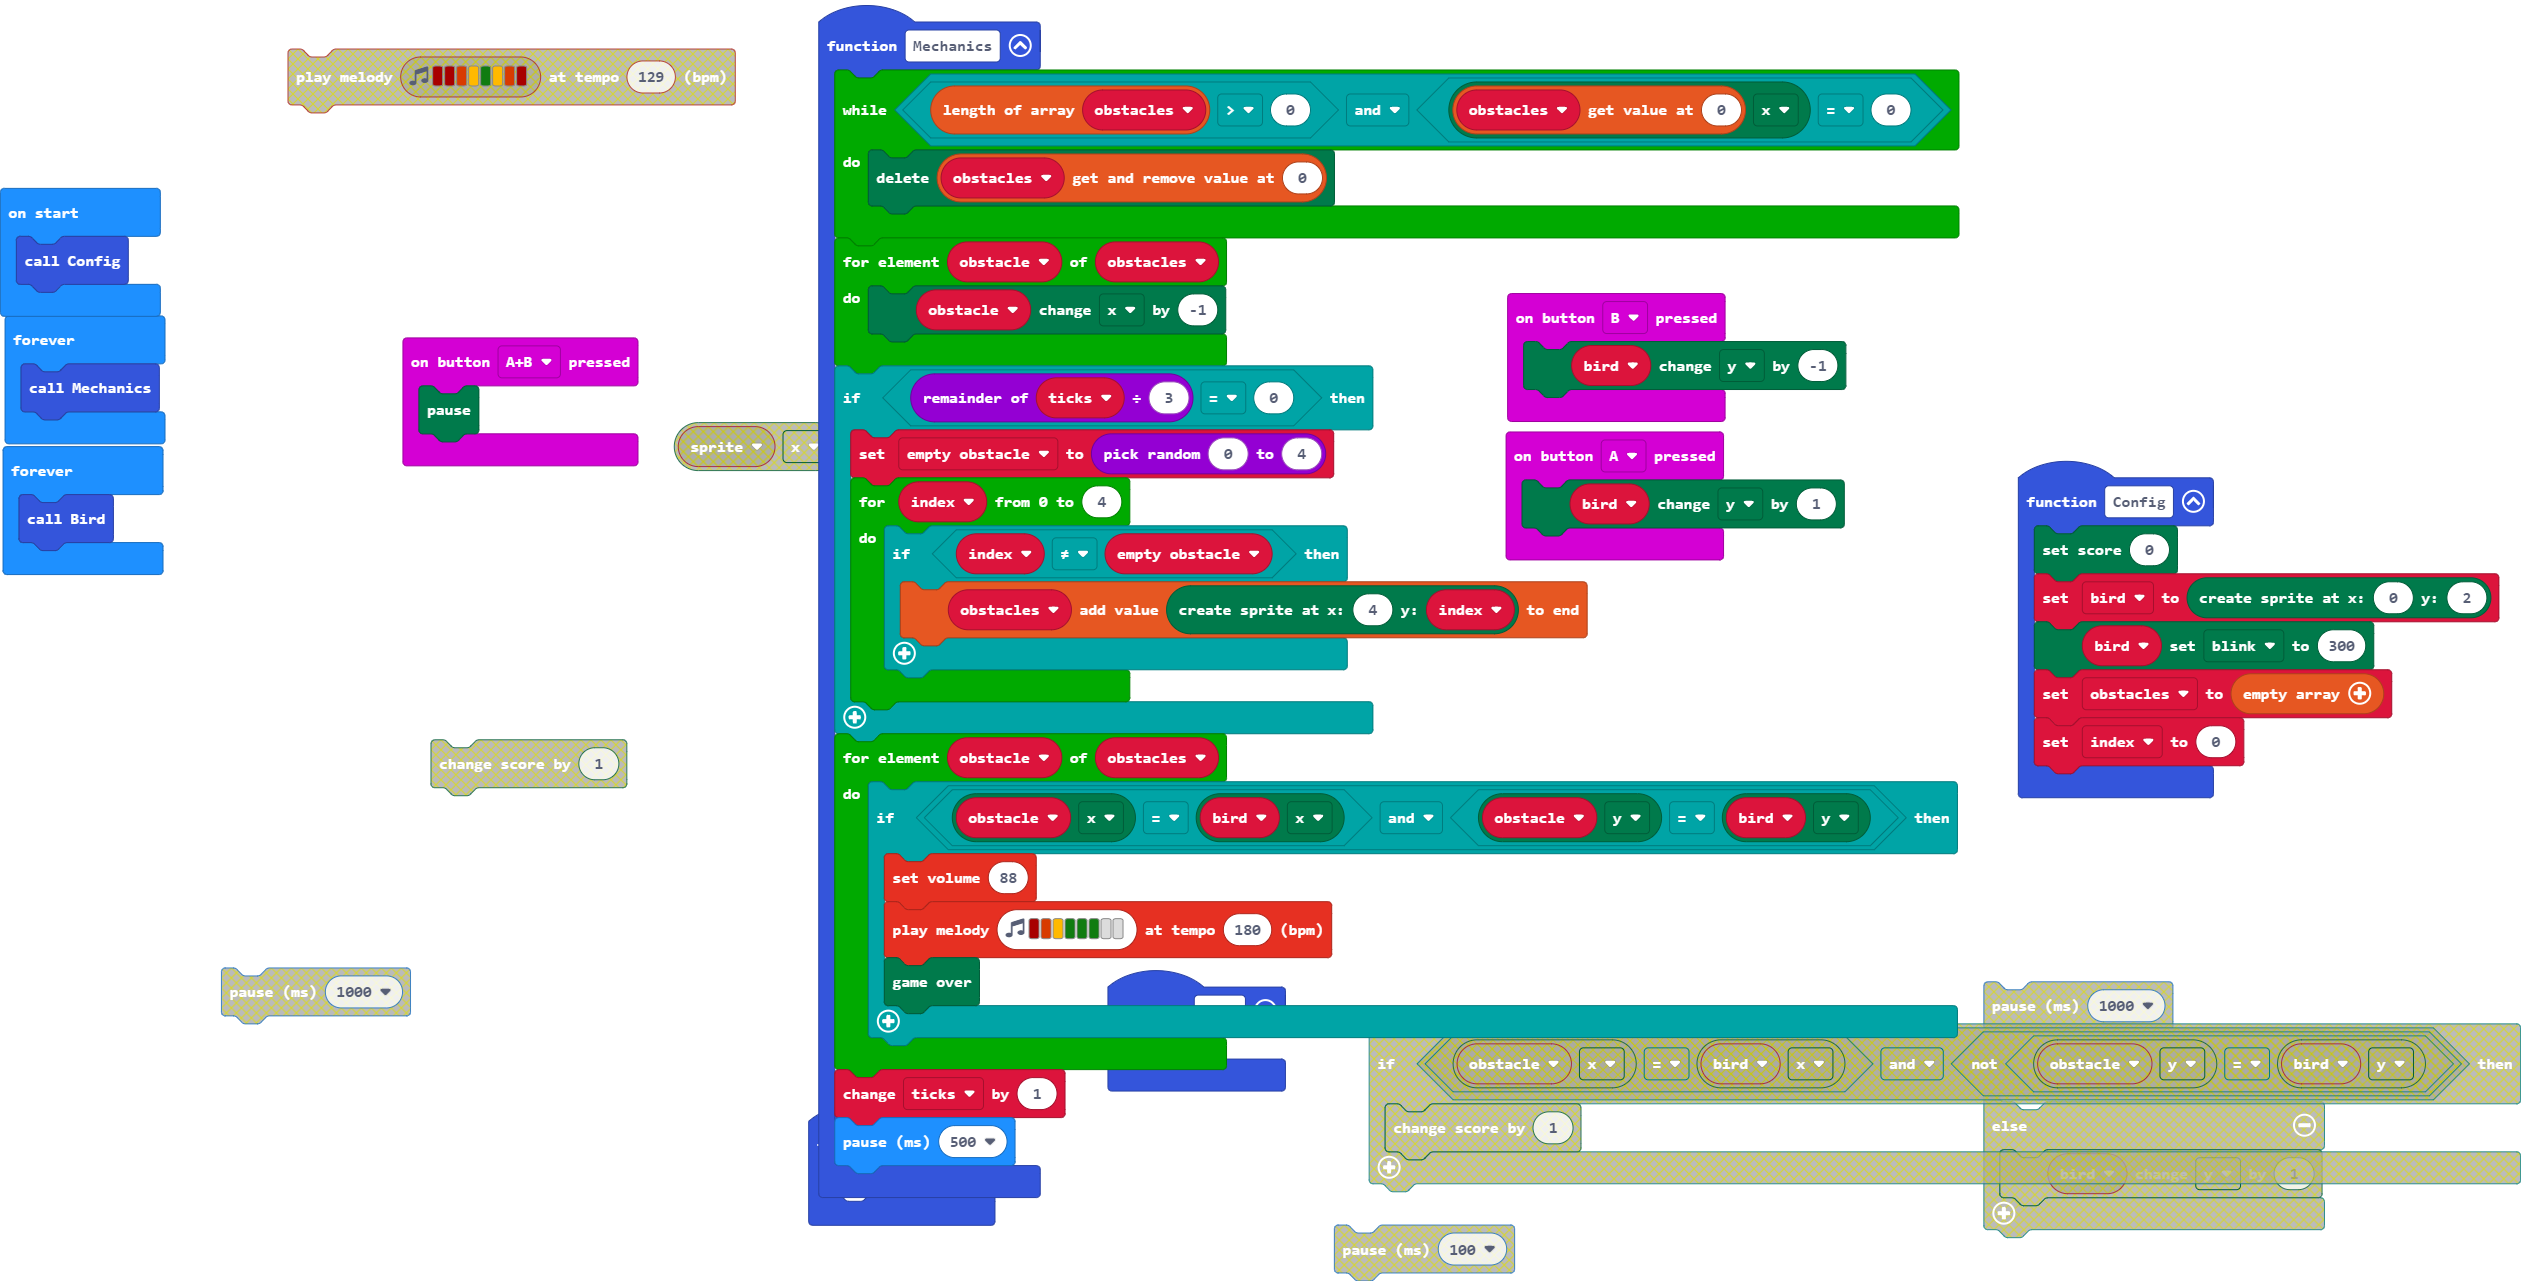 play melody at tempo 129 (bpm)
on start
call Config
forever
call Mechanics
forever
call Bird
on button A+B pressed
pause
sprite x
change score by 1
pause (ms) 1000
function Mechanics
while length of array obstacles > 0 and obstacles get value at 0 x = 0
do delete obstacles get and remove value at 0
for element obstacle of obstacles
do obstacle change x by -1
if remainder of ticks ÷ 3 = 0 then
set empty obstacle to pick random 0 to 4
for index from 0 to 4
do if index ≠ empty obstacle then
obstacles add value create sprite at x: 4 y: index to end
for element obstacle of obstacles
do if obstacle x = bird x and obstacle y = bird y then
set volume 88
play melody at tempo 180 (bpm)
game over
change ticks by 1
pause (ms) 500
on button B pressed
bird change y by -1
on button A pressed
bird change y by 1
function Config
set score 0
set bird to create sprite at x: 0 y: 2
bird set blink to 300
set obstacles to empty array
set index to 0
pause (ms) 1000
if obstacle x = bird x and not obstacle y = bird y then
change score by 1
else
bird change y by 1
pause (ms) 100